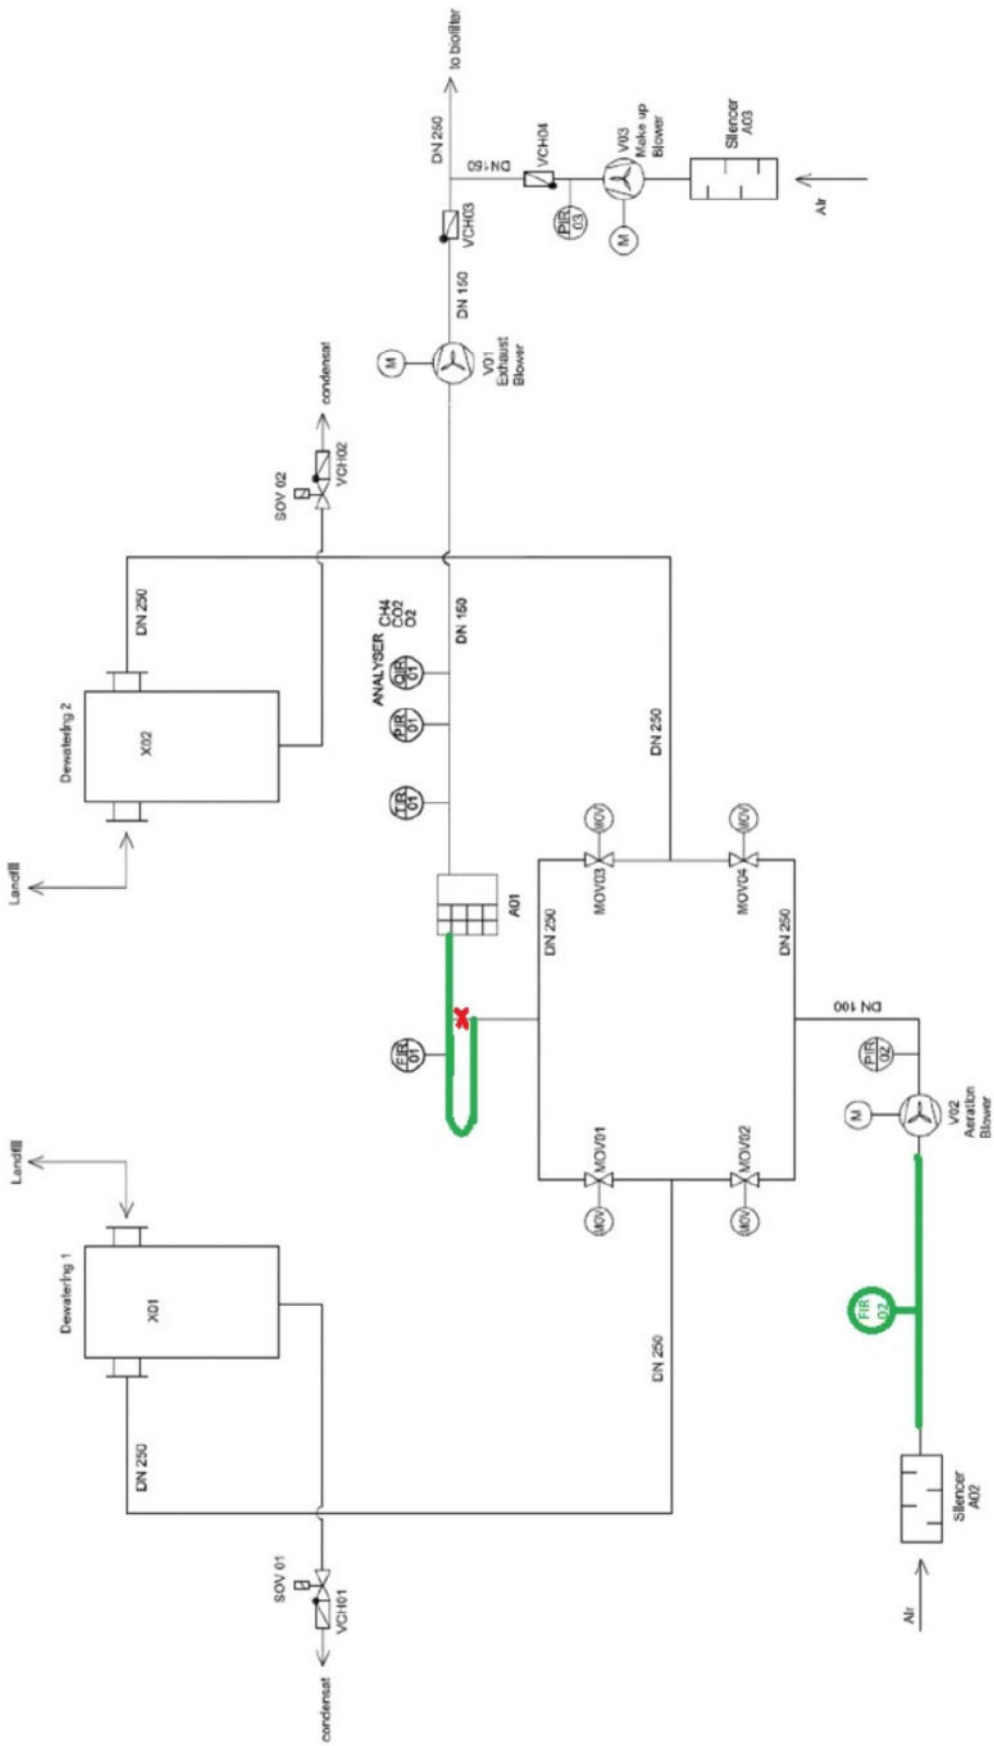 Landfill
Landfill
Dewatering 1
X01
DN 250
SOV 01
VCH01
condensat
Dewatering 2
X02
DN 250
SOV 02
VCH02
condensat
FIR
01
A01
TIR
01
PIR
01
QIR
01
ANALYSER
CH4
CO2
O2
DN 150
M
V01
Exhaust
Blower
DN 150
VCH03
DN 250
to biofilter
DN150
VCH04
PIR
03
M
V03
Make up
Blower
Silencer
A03
Air
DN 250
DN 250
MOV
MOV01
MOV
MOV02
MOV
MOV03
MOV
MOV04
DN 250
DN 250
DN 100
PIR
02
M
V02
Aeration
Blower
FIR
02
Silencer
A02
Air